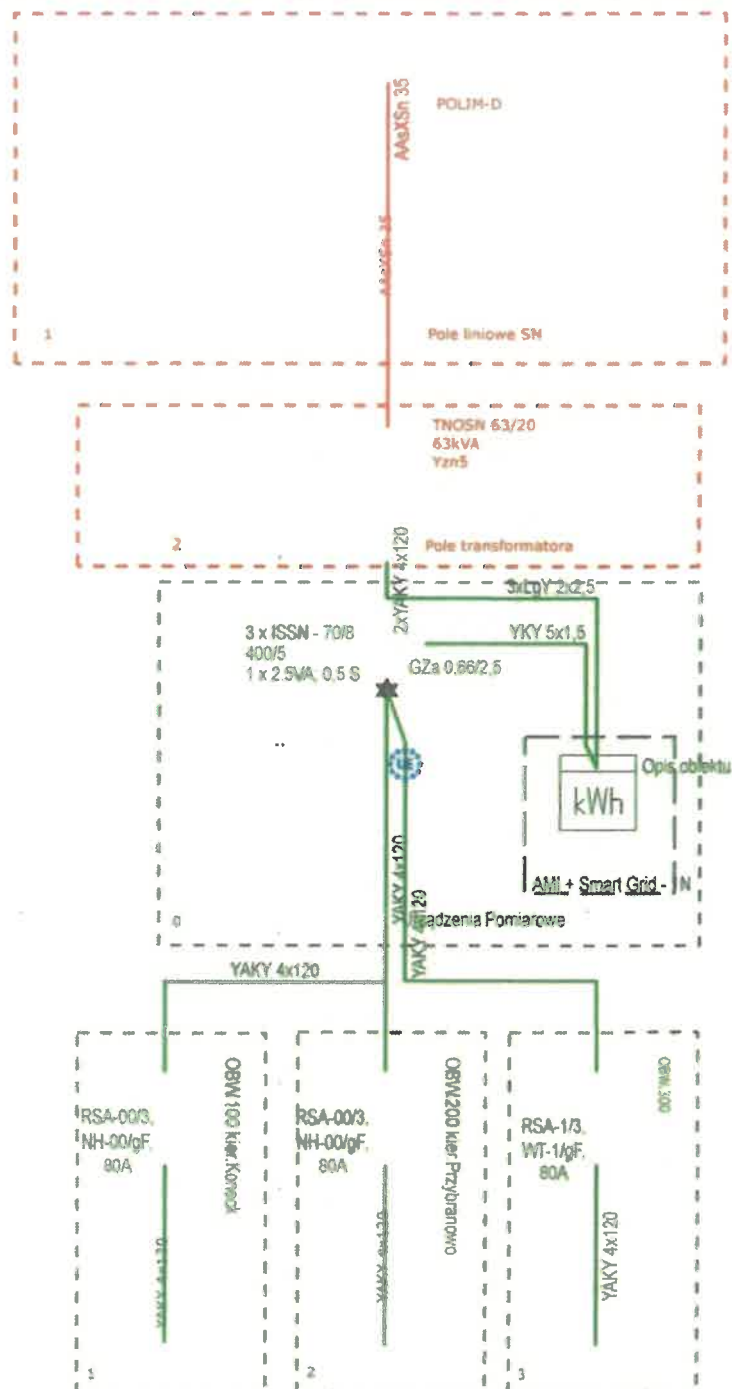 AAsXSn 35
POLIM-D
AAsXSn 35
1
Pole liniowe SN
TNOSN 63/20
63kVA
Yzn5
2
Pole transformatora
2xYAKY 4x120
3xLgY 2x2,5
3 x ISSN - 70/8
400/5
1 x 2.5VA, 0.5 S
YKY 5x1,5
GZa 0,66/2,5
Opis obiektu
kWh
AMI + Smart Grid - N
YAKY 4x120
YAKY 4x120
0
Pomiarowe
YAKY 4x120
OBW.100 kier.Koneck
RSA-00/3,
NH-00/gF,
80A
YAKY 4x120
1
OBW.200 kier.Przybranowo
RSA-00/3,
NH-00/gF,
80A
YAKY 4x120
2
OBW.300
RSA-1/3,
WT-1/gF,
80A
YAKY 4x120
3